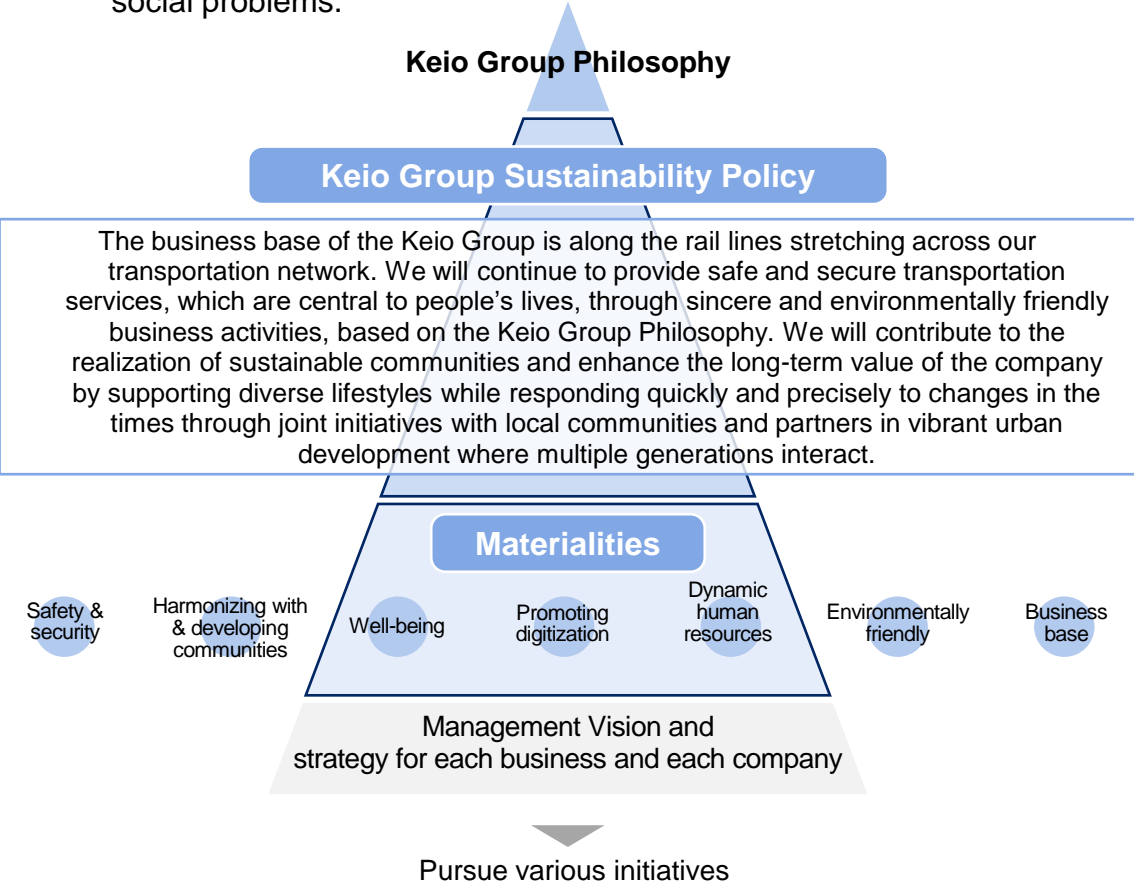 social problems.
Keio Group Philosophy
Keio Group Sustainability Policy
The business base of the Keio Group is along the rail lines stretching across our
transportation network. We will continue to provide safe and secure transportation
services, which are central to people's lives, through sincere and environmentally friendly
business activities, based on the Keio Group Philosophy. We will contribute to the
realization of sustainable communities and enhance the long-term value of the company
by supporting diverse lifestyles while responding quickly and precisely to changes in the
times through joint initiatives with local communities and partners in vibrant urban
development where multiple generations interact.
Materialities
Safety &
security
Harmonizing with
& developing
communities
Well-being
Promoting
digitization
Dynamic
human
resources
Environmentally
friendly
Business
base
Management Vision and
strategy for each business and each company
Pursue various initiatives